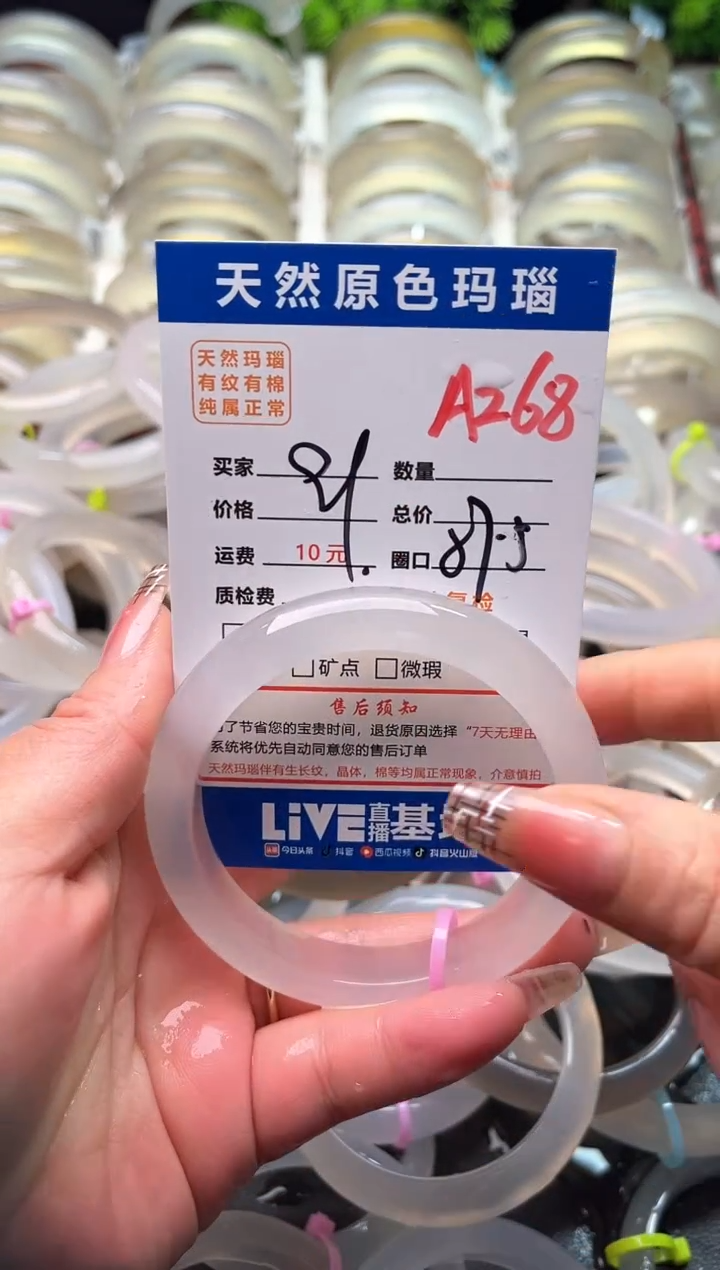 天然原色玛瑙
天然玛瑙
有纹有棉
纯属正常
A268
买家 数量
价格 总价
运费 10元 圈口
质检费 复检
矿点 微瑕
售后须知
了节省您的宝贵时间，退货原因选择“7天无理由
系统将优先自动同意您的售后订单
天然玛瑙伴有生长纹，晶体，棉等均属正常现象，介意慎拍
LiVE直播基
头条 今日头条 抖音 西瓜视频 抖音火山版